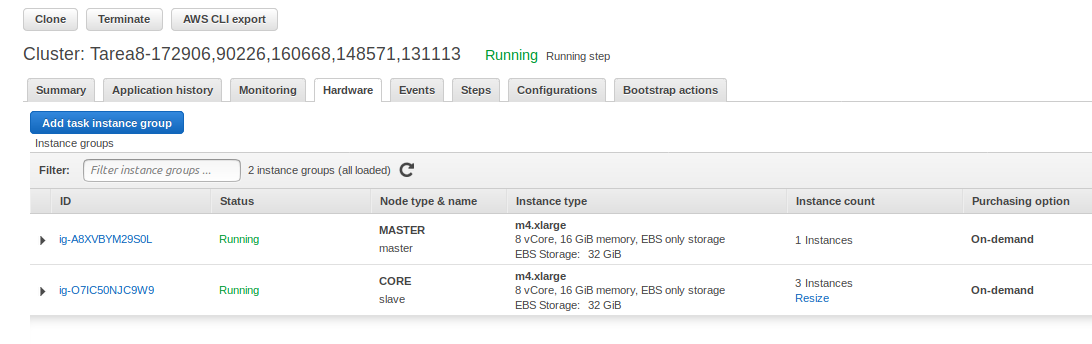 Clone Terminate AWS CLI export
Cluster: Tarea8-172906,90226,160668,148571,131113 Running Running step
Summary Application history Monitoring Hardware Events Steps Configurations Bootstrap actions
Add task instance group
Instance groups
Filter: Filter instance groups ... 2 instance groups (all loaded)
ID Status Node type & name Instance type Instance count Purchasing option
ig-A8XVBYM29S0L Running MASTER m4.xlarge 1 Instances On-demand
master 8 vCore, 16 GiB memory, EBS only storage
EBS Storage: 32 GiB
ig-O7IC50NJC9W9 Running CORE m4.xlarge 3 Instances On-demand
slave 8 vCore, 16 GiB memory, EBS only storage Resize
EBS Storage: 32 GiB